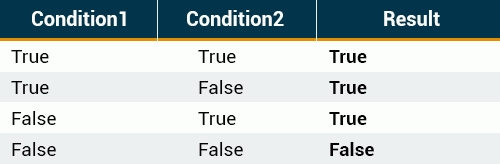 Condition1 Condition2 Result
True True True
True False True
False True True
False False False